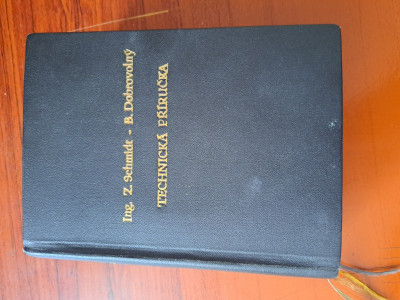 Ing. Z. Schmidt - B. Dobrovolný
TECHNICKÁ PŘÍRUČKA